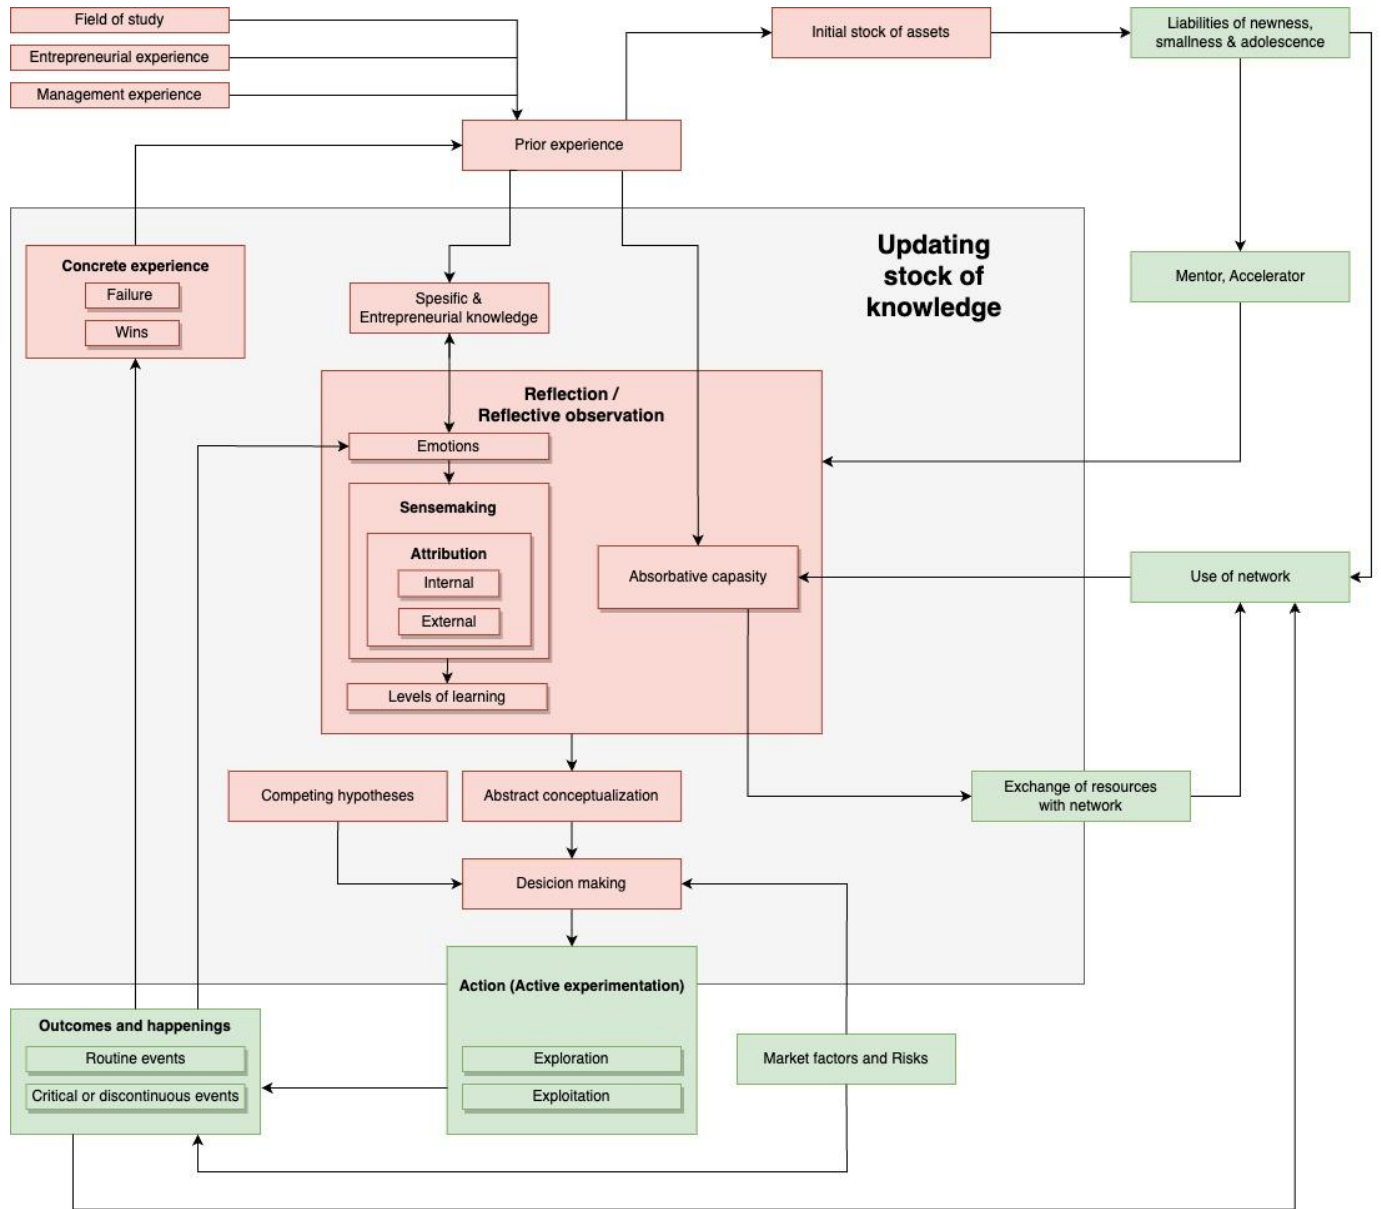 Field of study
Entrepreneurial experience
Management experience
Initial stock of assets
Liabilities of newness,
smallness & adolescence
Prior experience
Updating
stock of
knowledge
Concrete experience
Failure
Wins
Spesific &
Entrepreneurial knowledge
Mentor, Accelerator
Reflection /
Reflective observation
Emotions
Sensemaking
Attribution
Internal
External
Levels of learning
Absorbative capasity
Use of network
Competing hypotheses
Abstract conceptualization
Exchange of resources
with network
Desicion making
Action (Active experimentation)
Exploration
Exploitation
Outcomes and happenings
Routine events
Critical or discontinuous events
Market factors and Risks